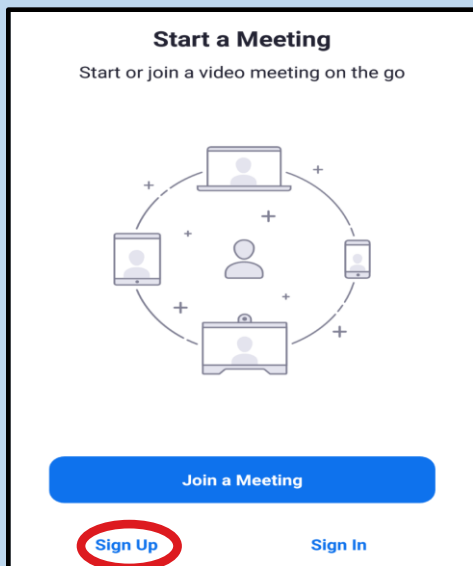 Start a Meeting
Start or join a video meeting on the go
Join a Meeting
Sign Up
Sign In